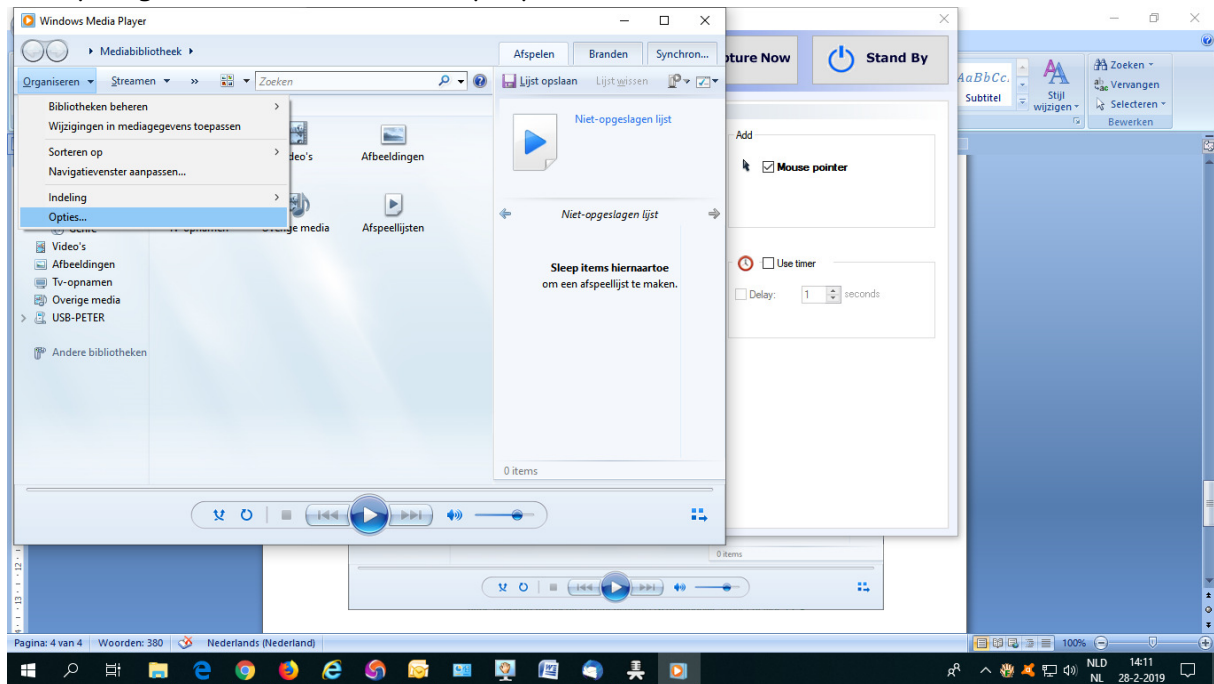 Windows Media Player
Mediabibliotheek
Organiseren
Streamen
»
Zoeken
Bibliotheken beheren
Wijzigingen in mediagegevens toepassen
Sorteren op
Navigatievenster aanpassen...
Indeling
Opties...
Afbeeldingen
Afspeellijsten
Video's
Afbeeldingen
Tv-opnamen
Overige media
USB-PETER
Andere bibliotheken
Afspelen
Branden
Synchron...
Lijst opslaan
Lijst wissen
Niet-opgeslagen lijst
Niet-opgeslagen lijst
Sleep items hiernaartoe
om een afspeellijst te maken.
0 items
Now
Stand By
Add
Mouse pointer
Use timer
Delay: 1 seconds
AaBbCc.
Subtitel
Stijl
wijzigen
Zoeken
Vervangen
Selecteren
Bewerken
0 items
Pagina: 4 van 4 Woorden: 380 Nederlands (Nederland)
100%
NLD
NL
14:11
28-2-2019